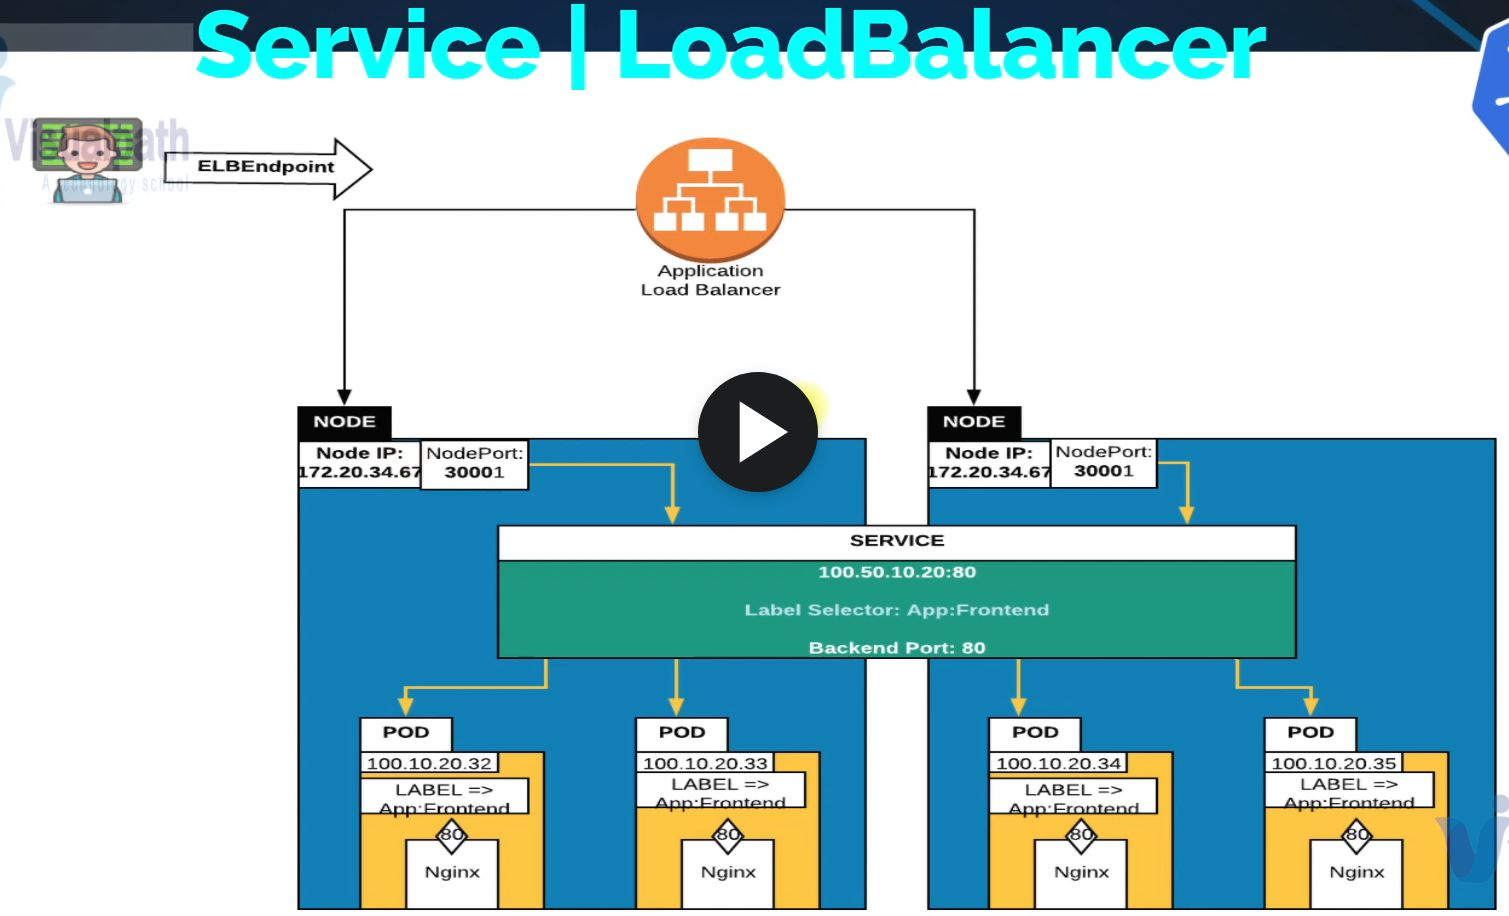 Service | LoadBalancer
Visualpath
A technology school
ELBEndpoint
Application
Load Balancer
NODE
Node IP:
172.20.34.67
NodePort:
30001
NODE
Node IP:
172.20.34.67
NodePort:
30001
SERVICE
100.50.10.20:80
Label Selector: App:Frontend
Backend Port: 80
POD
100.10.20.32
LABEL =>
App:Frontend
80
Nginx
POD
100.10.20.33
LABEL =>
App:Frontend
80
Nginx
POD
100.10.20.34
LABEL =>
App:Frontend
80
Nginx
POD
100.10.20.35
LABEL =>
App:Frontend
80
Nginx